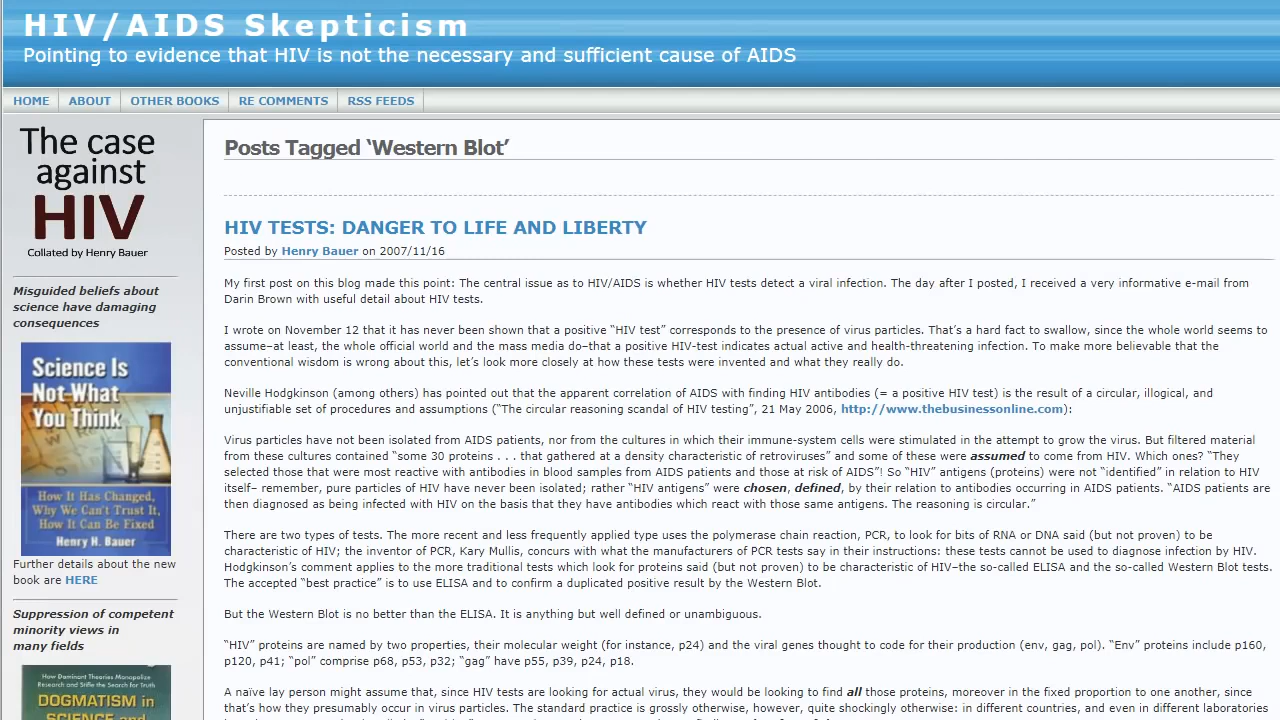 HIV/AIDS Skepticism
Pointing to evidence that HIV is not the necessary and sufficient cause of AIDS
HOME ABOUT OTHER BOOKS RE COMMENTS RSS FEEDS
The case
against
HIV
Collated by Henry Bauer
Misguided beliefs about
science have damaging
consequences
Science Is
Not What
You Think
How It Has Changed,
Why We Can't Trust It,
How It Can Be Fixed
Henry H. Bauer
Further details about the new
book are HERE
Suppression of competent
minority views in
many fields
How Dominant Theories Monopolize
Research and Stifle the Search for Truth
DOGMATISM in
SCIENCE and
Posts Tagged ‘Western Blot’
HIV TESTS: DANGER TO LIFE AND LIBERTY
Posted by Henry Bauer on 2007/11/16
My first post on this blog made this point: The central issue as to HIV/AIDS is whether HIV tests detect a viral infection. The day after I posted, I received a very informative e-mail from
Darin Brown with useful detail about HIV tests.
I wrote on November 12 that it has never been shown that a positive “HIV test” corresponds to the presence of virus particles. That’s a hard fact to swallow, since the whole world seems to
assume–at least, the whole official world and the mass media do–that a positive HIV-test indicates actual active and health-threatening infection. To make more believable that the
conventional wisdom is wrong about this, let’s look more closely at how these tests were invented and what they really do.
Neville Hodgkinson (among others) has pointed out that the apparent correlation of AIDS with finding HIV antibodies (= a positive HIV test) is the result of a circular, illogical, and
unjustifiable set of procedures and assumptions (“The circular reasoning scandal of HIV testing”, 21 May 2006, http://www.thebusinessonline.com):
Virus particles have not been isolated from AIDS patients, nor from the cultures in which their immune-system cells were stimulated in the attempt to grow the virus. But filtered material
from these cultures contained “some 30 proteins . . . that gathered at a density characteristic of retroviruses” and some of these were assumed to come from HIV. Which ones? “They
selected those that were most reactive with antibodies in blood samples from AIDS patients and those at risk of AIDS”! So “HIV” antigens (proteins) were not “identified” in relation to HIV
itself– remember, pure particles of HIV have never been isolated; rather “HIV antigens” were chosen, defined, by their relation to antibodies occurring in AIDS patients. “AIDS patients are
then diagnosed as being infected with HIV on the basis that they have antibodies which react with those same antigens. The reasoning is circular.”
There are two types of tests. The more recent and less frequently applied type uses the polymerase chain reaction, PCR, to look for bits of RNA or DNA said (but not proven) to be
characteristic of HIV; the inventor of PCR, Kary Mullis, concurs with what the manufacturers of PCR tests say in their instructions: these tests cannot be used to diagnose infection by HIV.
Hodgkinson’s comment applies to the more traditional tests which look for proteins said (but not proven) to be characteristic of HIV–the so-called ELISA and the so-called Western Blot tests.
The accepted “best practice” is to use ELISA and to confirm a duplicated positive result by the Western Blot.
But the Western Blot is no better than the ELISA. It is anything but well defined or unambiguous.
“HIV” proteins are named by two properties, their molecular weight (for instance, p24) and the viral genes thought to code for their production (env, gag, pol). “Env” proteins include p160,
p120, p41; “pol” comprise p68, p53, p32; “gag” have p55, p39, p24, p18.
A naïve lay person might assume that, since HIV tests are looking for actual virus, they would be looking to find all those proteins, moreover in the fixed proportion to one another, since
that’s how they presumably occur in virus particles. The standard practice is grossly otherwise, however, quite shockingly otherwise: in different countries, and even in different laboratories